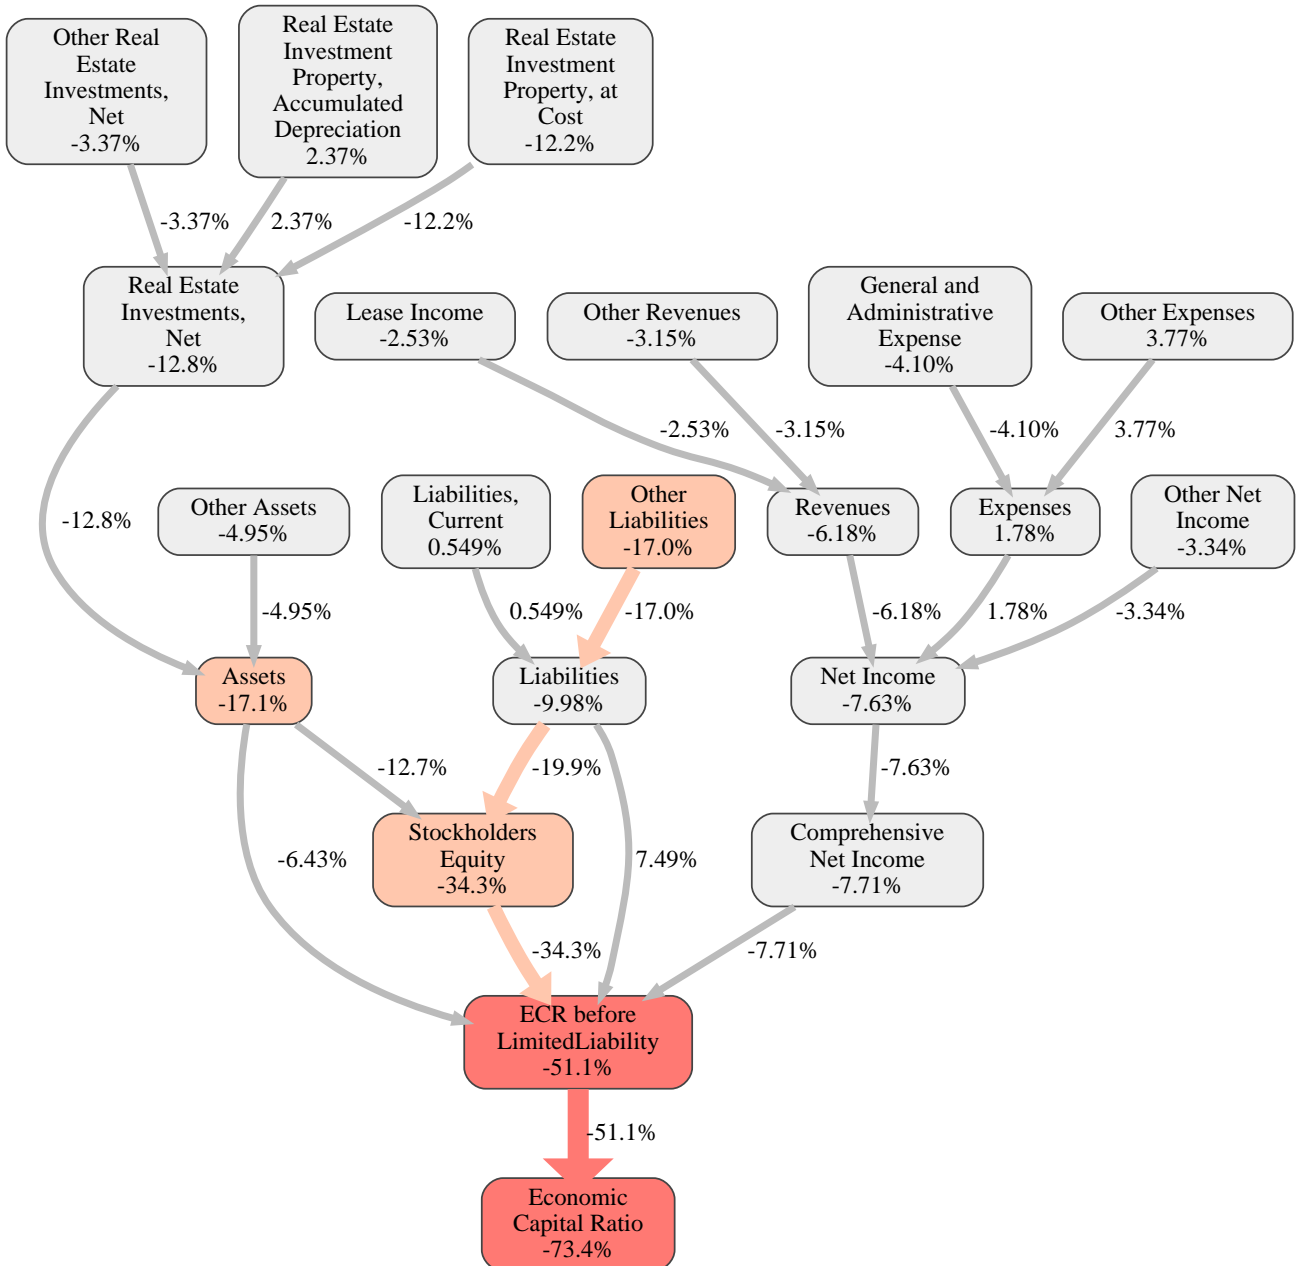 Other Real
Estate
Investments,
Net
-3.37%
Real Estate
Investment
Property,
Accumulated
Depreciation
2.37%
Real Estate
Investment
Property, at
Cost
-12.2%
-3.37%
2.37%
-12.2%
Real Estate
Investments,
Net
-12.8%
Lease Income
-2.53%
Other Revenues
-3.15%
General and
Administrative
Expense
-4.10%
Other Expenses
3.77%
-2.53%
-3.15%
-4.10%
3.77%
-12.8%
Other Assets
-4.95%
Liabilities,
Current
0.549%
Other
Liabilities
-17.0%
Revenues
-6.18%
Expenses
1.78%
Other Net
Income
-3.34%
-4.95%
0.549%
-17.0%
-6.18%
1.78%
-3.34%
Assets
-17.1%
Liabilities
-9.98%
Net Income
-7.63%
-12.7%
-19.9%
-7.63%
-6.43%
Stockholders
Equity
-34.3%
7.49%
Comprehensive
Net Income
-7.71%
-34.3%
-7.71%
ECR before
LimitedLiability
-51.1%
-51.1%
Economic
Capital Ratio
-73.4%